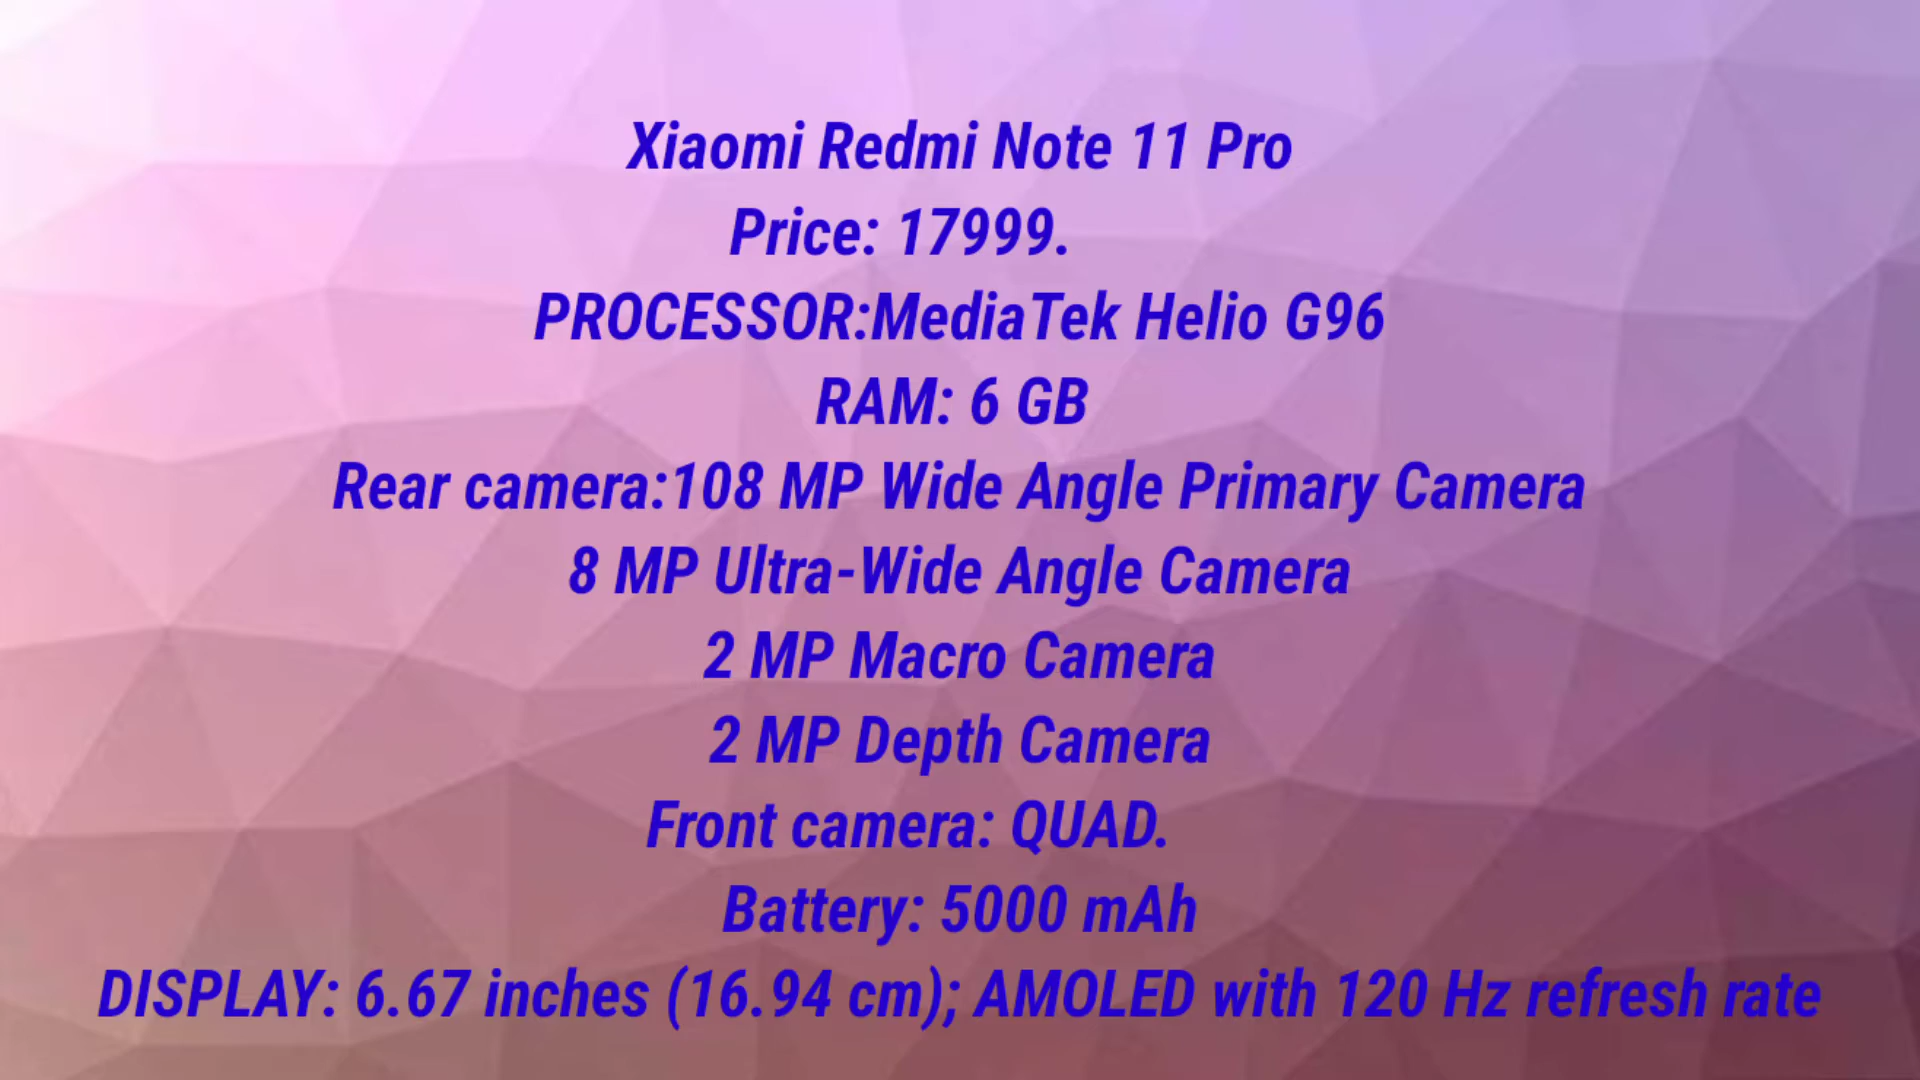 Xiaomi Redmi Note 11 Pro
Price: 17999.
PROCESSOR:MediaTek Helio G96
RAM: 6 GB
Rear camera:108 MP Wide Angle Primary Camera
8 MP Ultra-Wide Angle Camera
2 MP Macro Camera
2 MP Depth Camera
Front camera: QUAD.
Battery: 5000 mAh
DISPLAY: 6.67 inches (16.94 cm); AMOLED with 120 Hz refresh rate